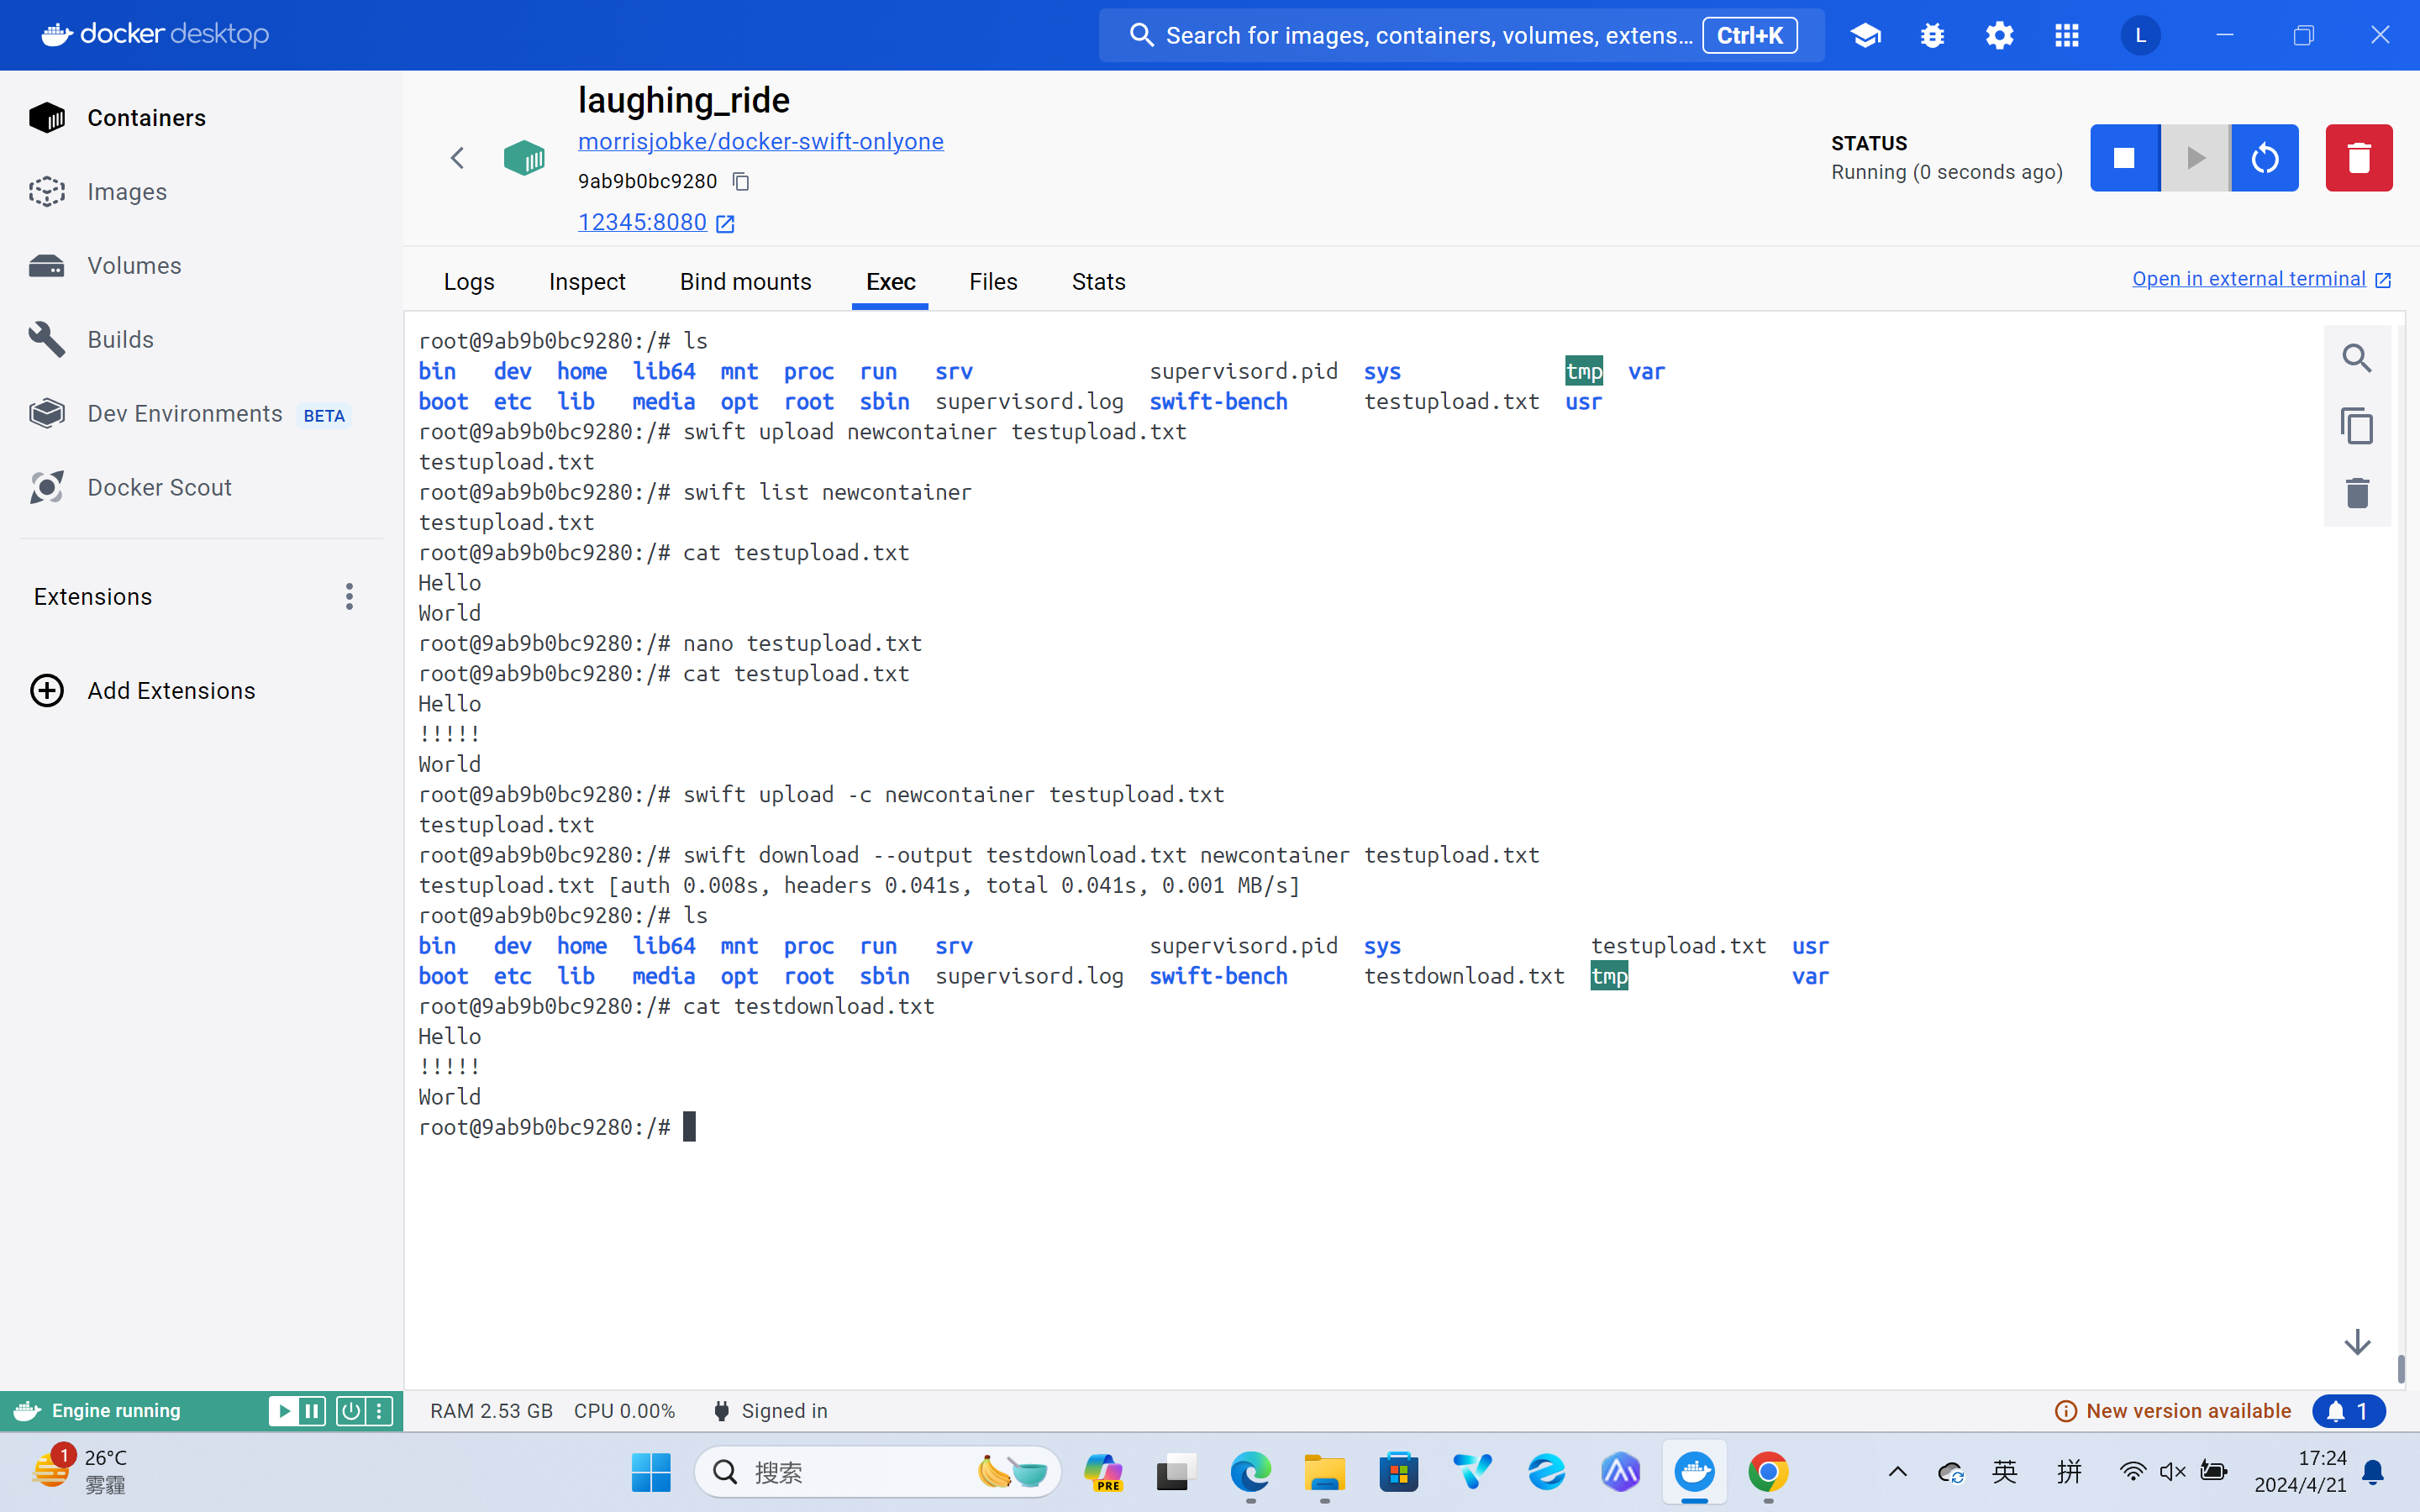 docker desktop
Search for images, containers, volumes, extens... Ctrl+K
L
Containers
Images
Volumes
Builds
Dev Environments BETA
Docker Scout
Extensions
Add Extensions
laughing_ride
morrisjobke/docker-swift-onlyone
9ab9b0bc9280
12345:8080
STATUS
Running (0 seconds ago)
Logs Inspect Bind mounts Exec Files Stats
Open in external terminal
root@9ab9b0bc9280:/# ls
bin dev home lib64 mnt proc run srv supervisord.pid sys tmp var
boot etc lib media opt root sbin supervisord.log swift-bench testupload.txt usr
root@9ab9b0bc9280:/# swift upload newcontainer testupload.txt
testupload.txt
root@9ab9b0bc9280:/# swift list newcontainer
testupload.txt
root@9ab9b0bc9280:/# cat testupload.txt
Hello
World
root@9ab9b0bc9280:/# nano testupload.txt
root@9ab9b0bc9280:/# cat testupload.txt
Hello
!!!!!
World
root@9ab9b0bc9280:/# swift upload -c newcontainer testupload.txt
testupload.txt
root@9ab9b0bc9280:/# swift download --output testdownload.txt newcontainer testupload.txt
testupload.txt [auth 0.008s, headers 0.041s, total 0.041s, 0.001 MB/s]
root@9ab9b0bc9280:/# ls
bin dev home lib64 mnt proc run srv supervisord.pid sys testupload.txt usr
boot etc lib media opt root sbin supervisord.log swift-bench testdownload.txt tmp var
root@9ab9b0bc9280:/# cat testdownload.txt
Hello
!!!!!
World
root@9ab9b0bc9280:/#
Engine running
RAM 2.53 GB CPU 0.00% Signed in
New version available 1
1 26°C
雾霾
搜索
PRE
英 拼
17:24
2024/4/21